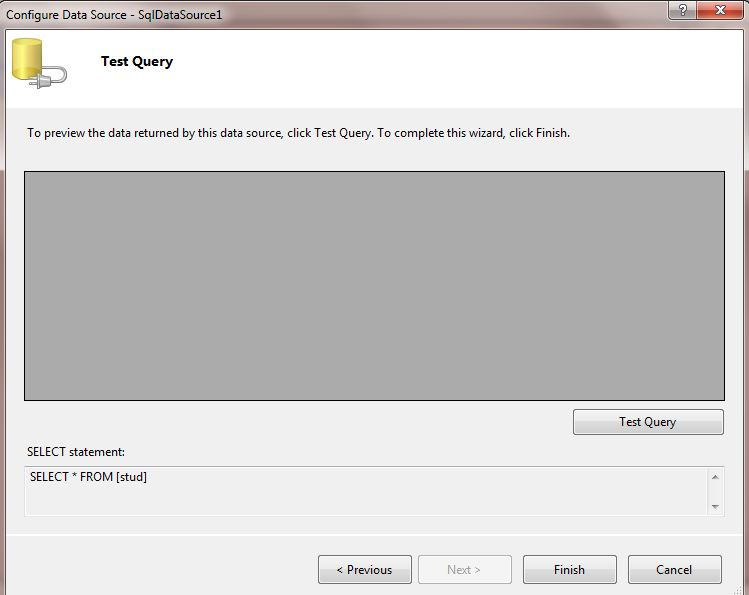 Configure Data Source - SqlDataSource1
?
Test Query
To preview the data returned by this data source, click Test Query. To complete this wizard, click Finish.
Test Query
SELECT statement:
SELECT * FROM [stud]
< Previous
Next >
Finish
Cancel